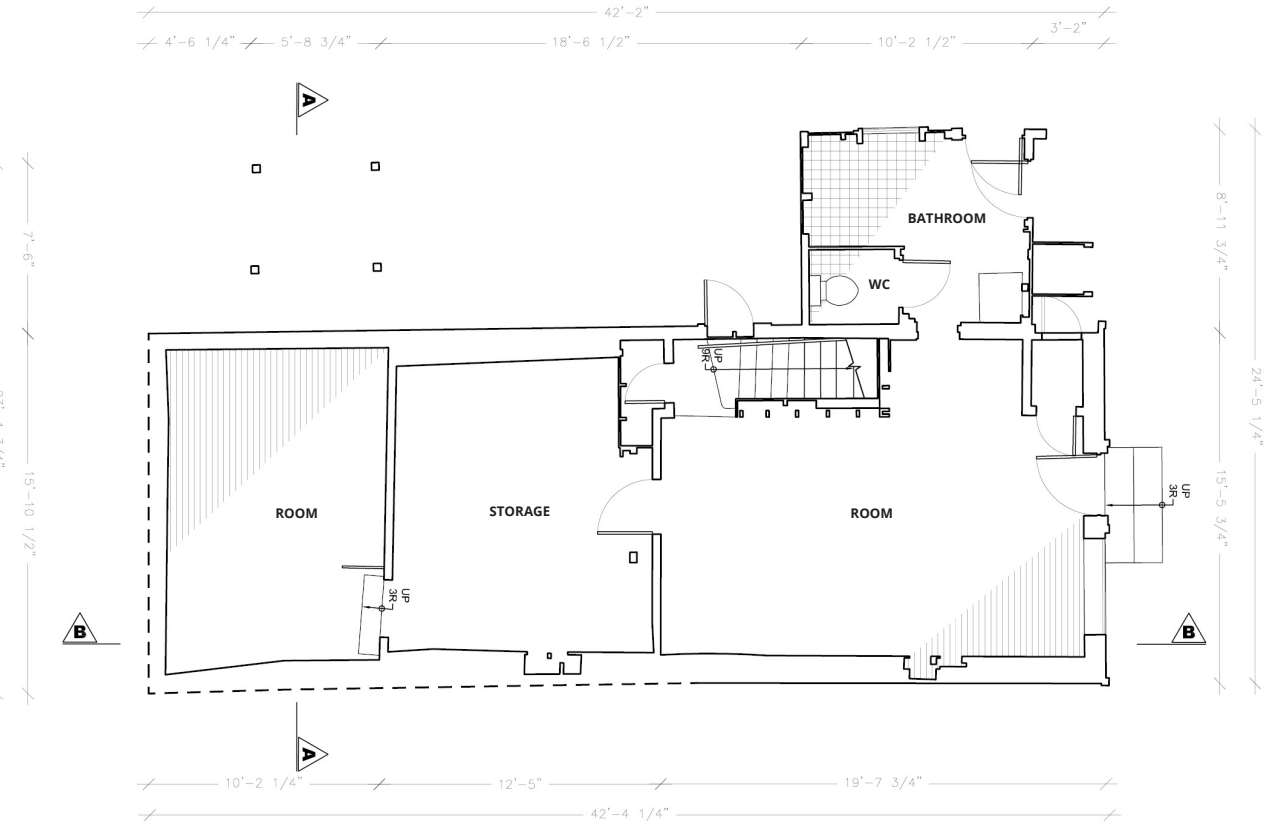 42'-2"
4'-6 1/4"
5'-8 3/4"
18'-6 1/2"
10'-2 1/2"
3'-2"
A
BATHROOM
WC
8'-11 3/4"
7'-6"
UP
9R
24'-5 1/4"
15'-10 1/2"
ROOM
STORAGE
ROOM
UP
3R
15'-5 3/4"
UP
3R
B
B
A
10'-2 1/4"
12'-5"
19'-7 3/4"
42'-4 1/4"